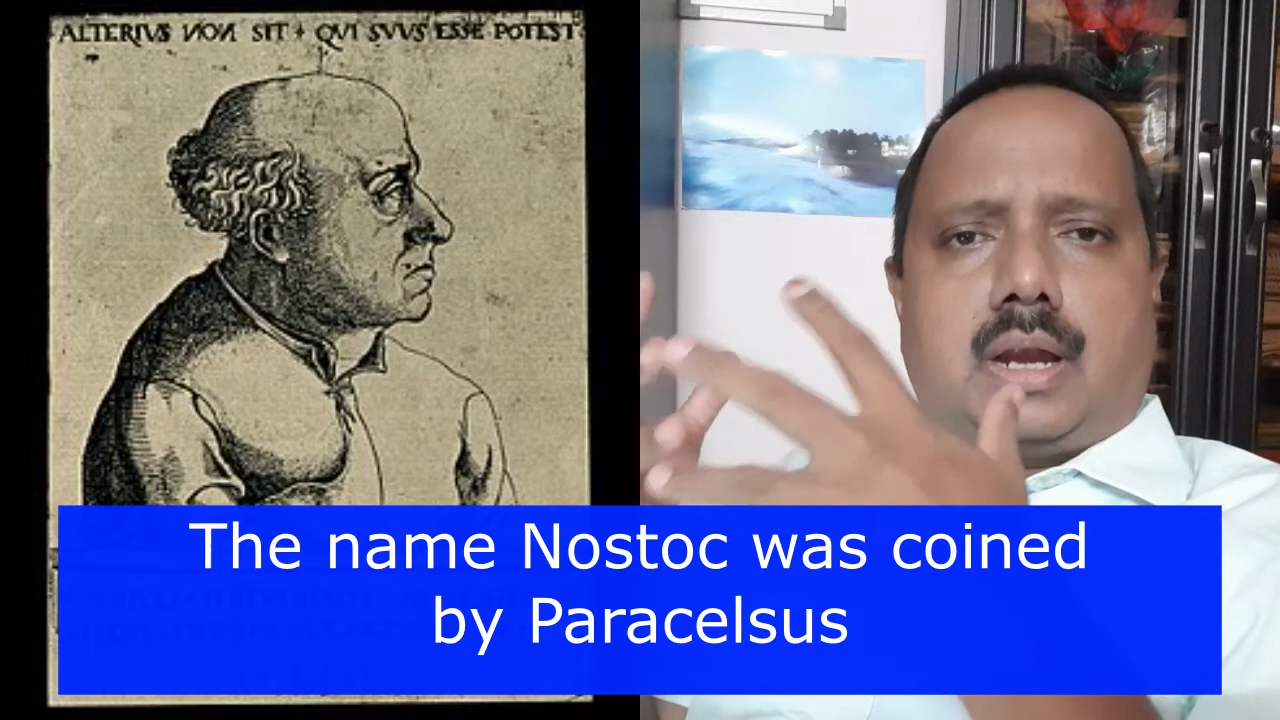 ALTERIVS NON SIT + QVI SVVS ESSE POTEST
The name Nostoc was coined
by Paracelsus